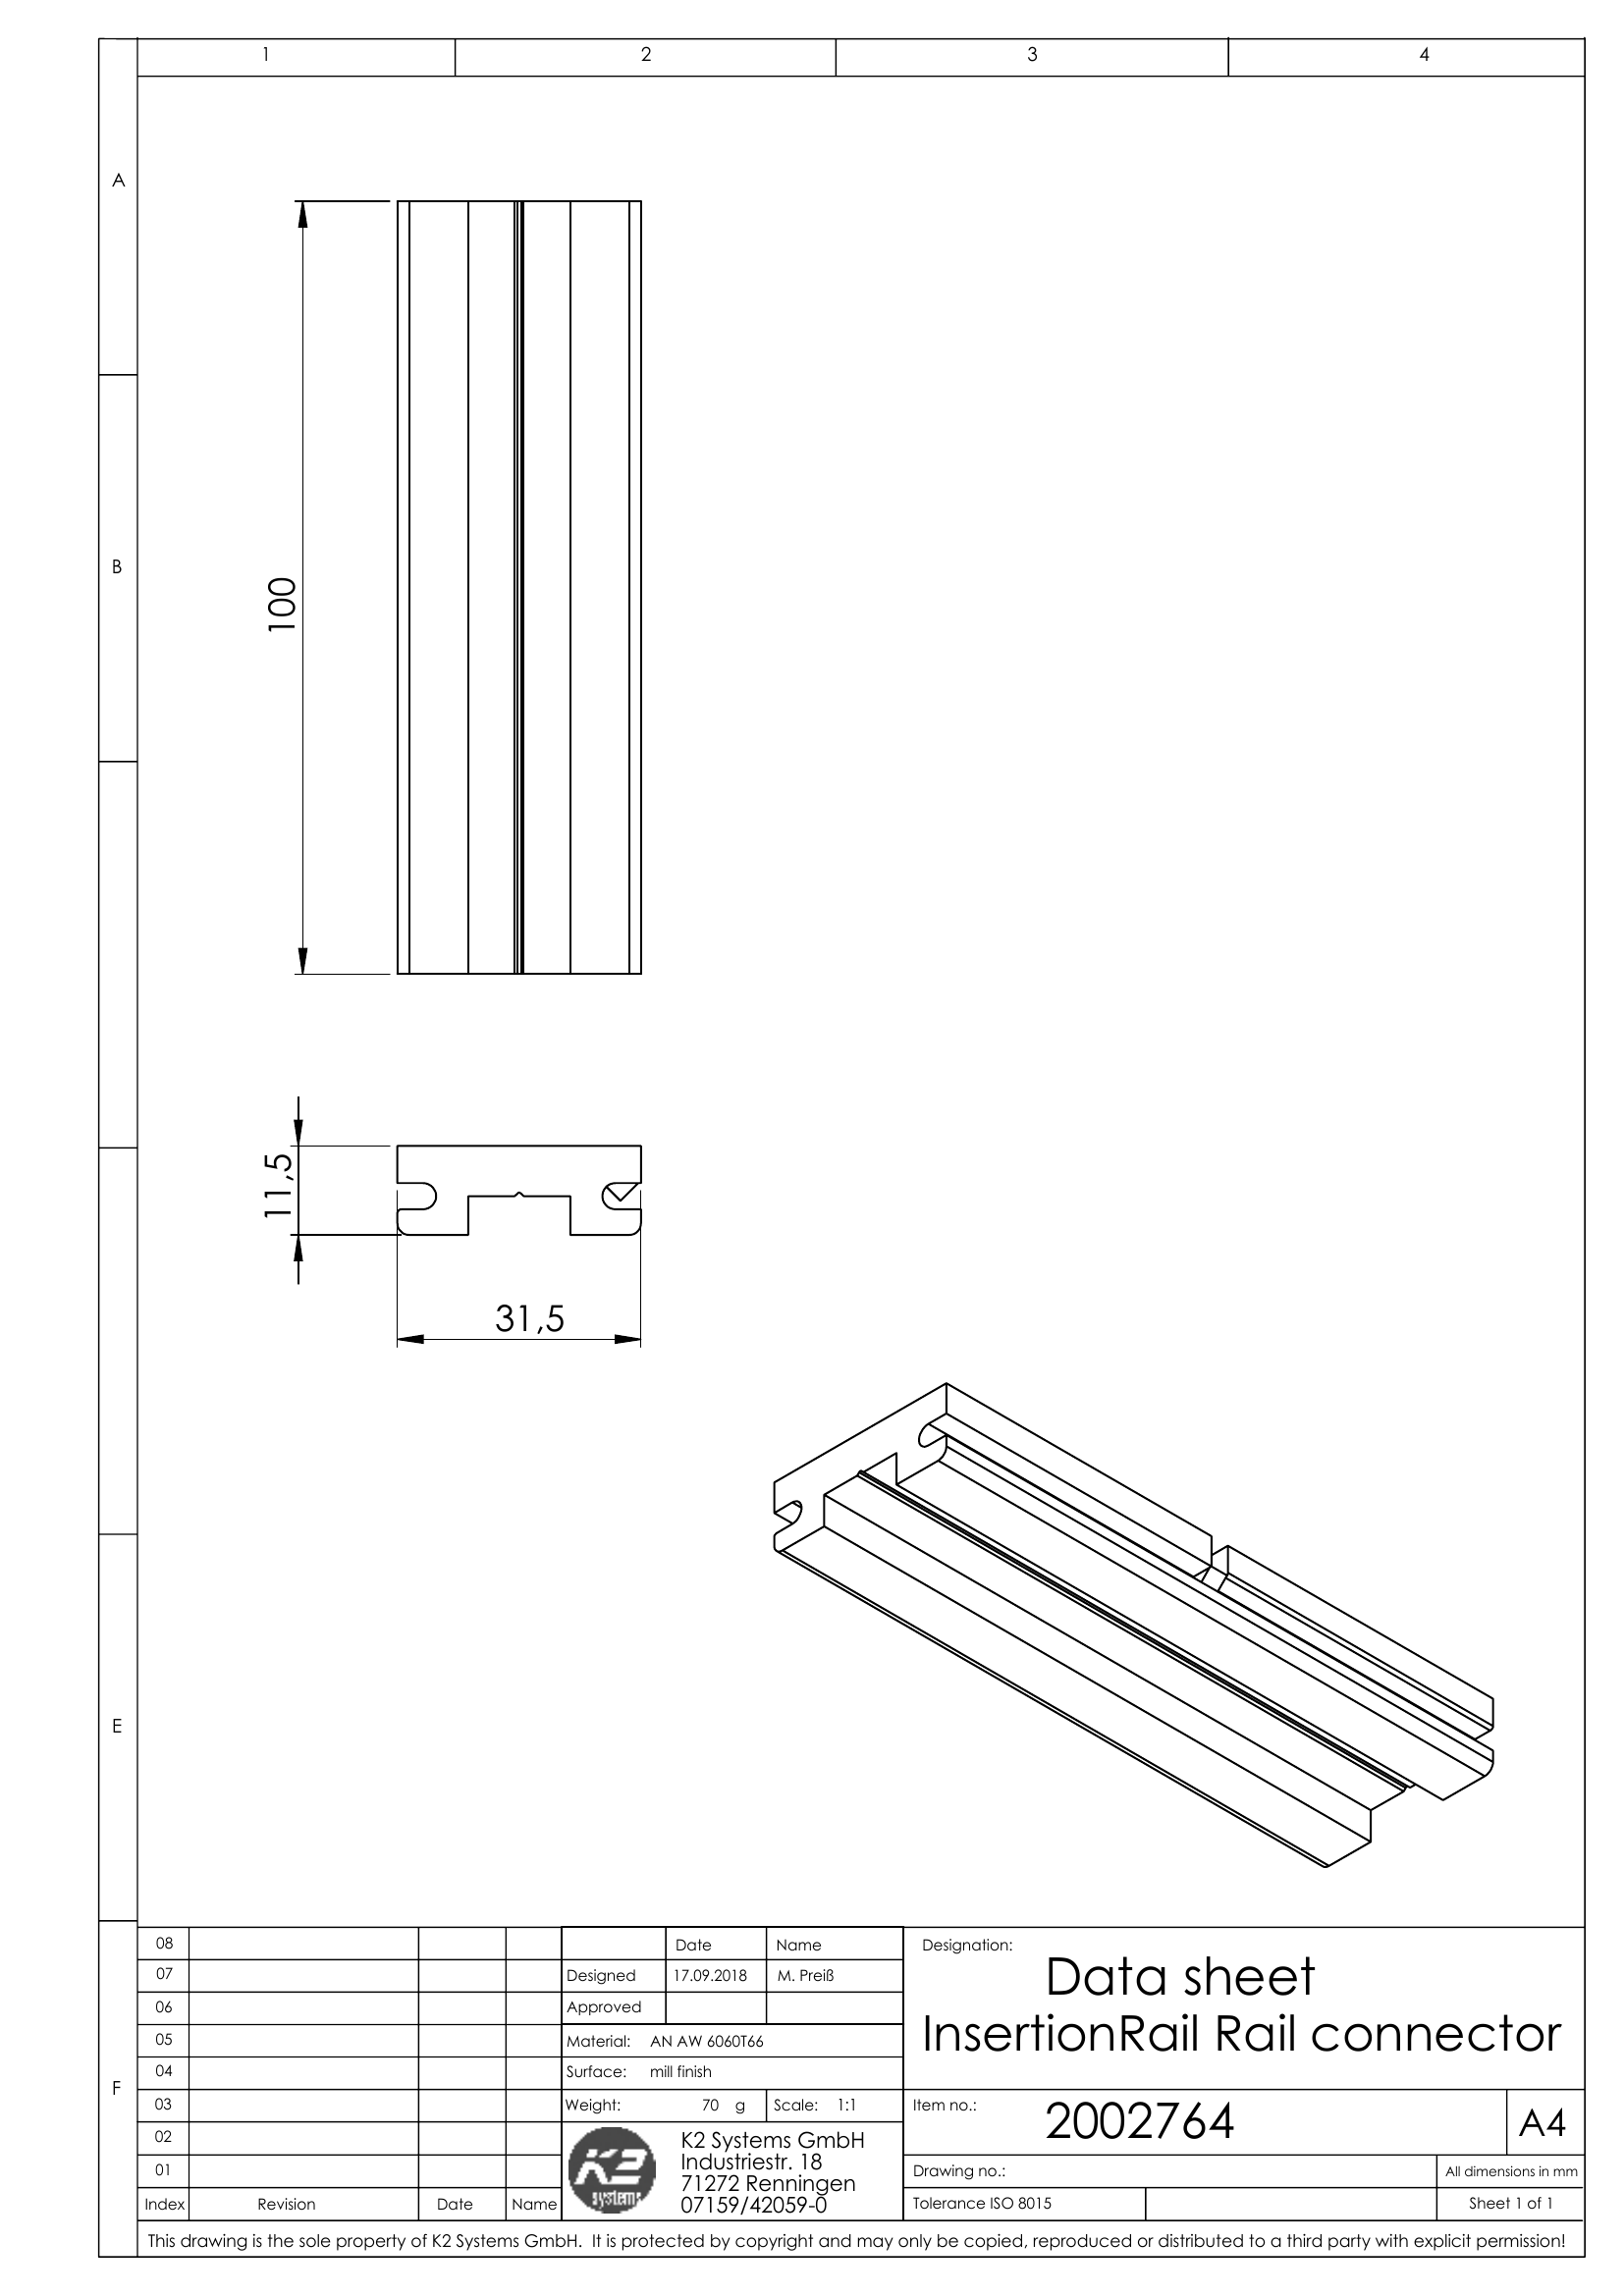 1 2 3 4
A
B
100
11,5
31,5
E
F
08
07
06
05
04
03
02
01
Index Revision Date Name
Date Name
Designed 17.09.2018 M. Preiß
Approved
Material: AN AW 6060T66
Surface: mill finish
Weight: 70 g Scale: 1:1
K2
systems
K2 Systems GmbH
Industriestr. 18
71272 Renningen
07159/42059-0
Designation:
Data sheet
InsertionRail Rail connector
Item no.: 2002764 A4
Drawing no.: All dimensions in mm
Tolerance ISO 8015 Sheet 1 of 1
This drawing is the sole property of K2 Systems GmbH. It is protected by copyright and may only be copied, reproduced or distributed to a third party with explicit permission!